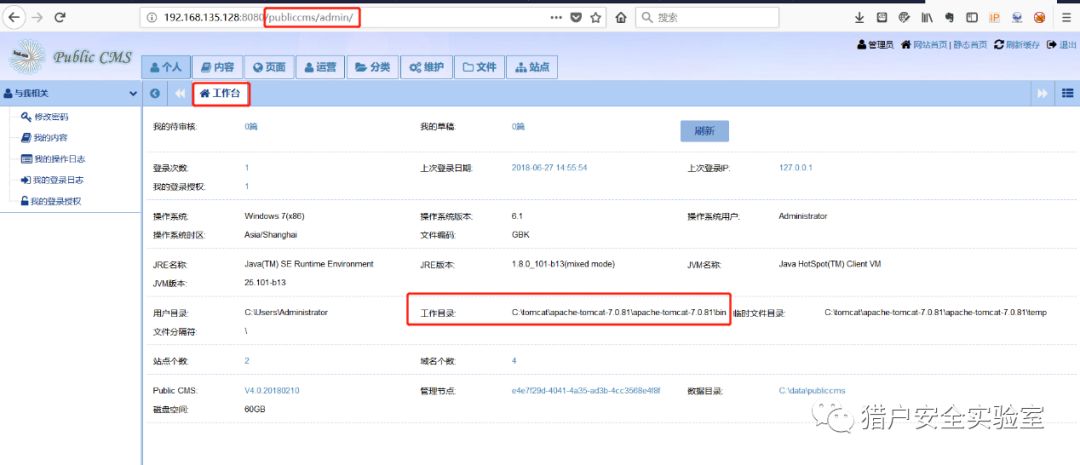 192.168.135.128:8080/publiccms/admin/ 搜索
Public CMS
管理员 网站首页 | 静态首页 刷新缓存 退出
个人 内容 页面 运营 分类 维护 文件 站点
与我相关
工作台
修改密码
我的内容
我的操作日志
我的登录日志
我的登录授权
我的待审核: 0篇 我的草稿: 0篇 刷新
登录次数: 1 上次登录日期: 2018-06-27 14:55:54 上次登录IP: 127.0.0.1
我的登录授权: 1
操作系统: Windows 7(x86) 操作系统版本: 6.1 操作系统用户: Administrator
操作系统时区: Asia/Shanghai 文件编码: GBK
JRE名称: Java(TM) SE Runtime Environment JRE版本: 1.8.0_101-b13(mixed mode) JVM名称: Java HotSpot(TM) Client VM
JVM版本: 25.101-b13
用户目录: C:\Users\Administrator 工作目录: C:\tomcat\apache-tomcat-7.0.81\apache-tomcat-7.0.81\bin 临时文件目录: C:\tomcat\apache-tomcat-7.0.81\apache-tomcat-7.0.81\temp
文件分隔符: \
站点个数: 2 域名个数: 4
Public CMS: V4.0.20180210 管理节点: e4e7f29d-4041-4a35-ad3b-4cc3568e4f8f 数据目录: C:\data\publiccms
磁盘空间: 60GB
猎户安全实验室